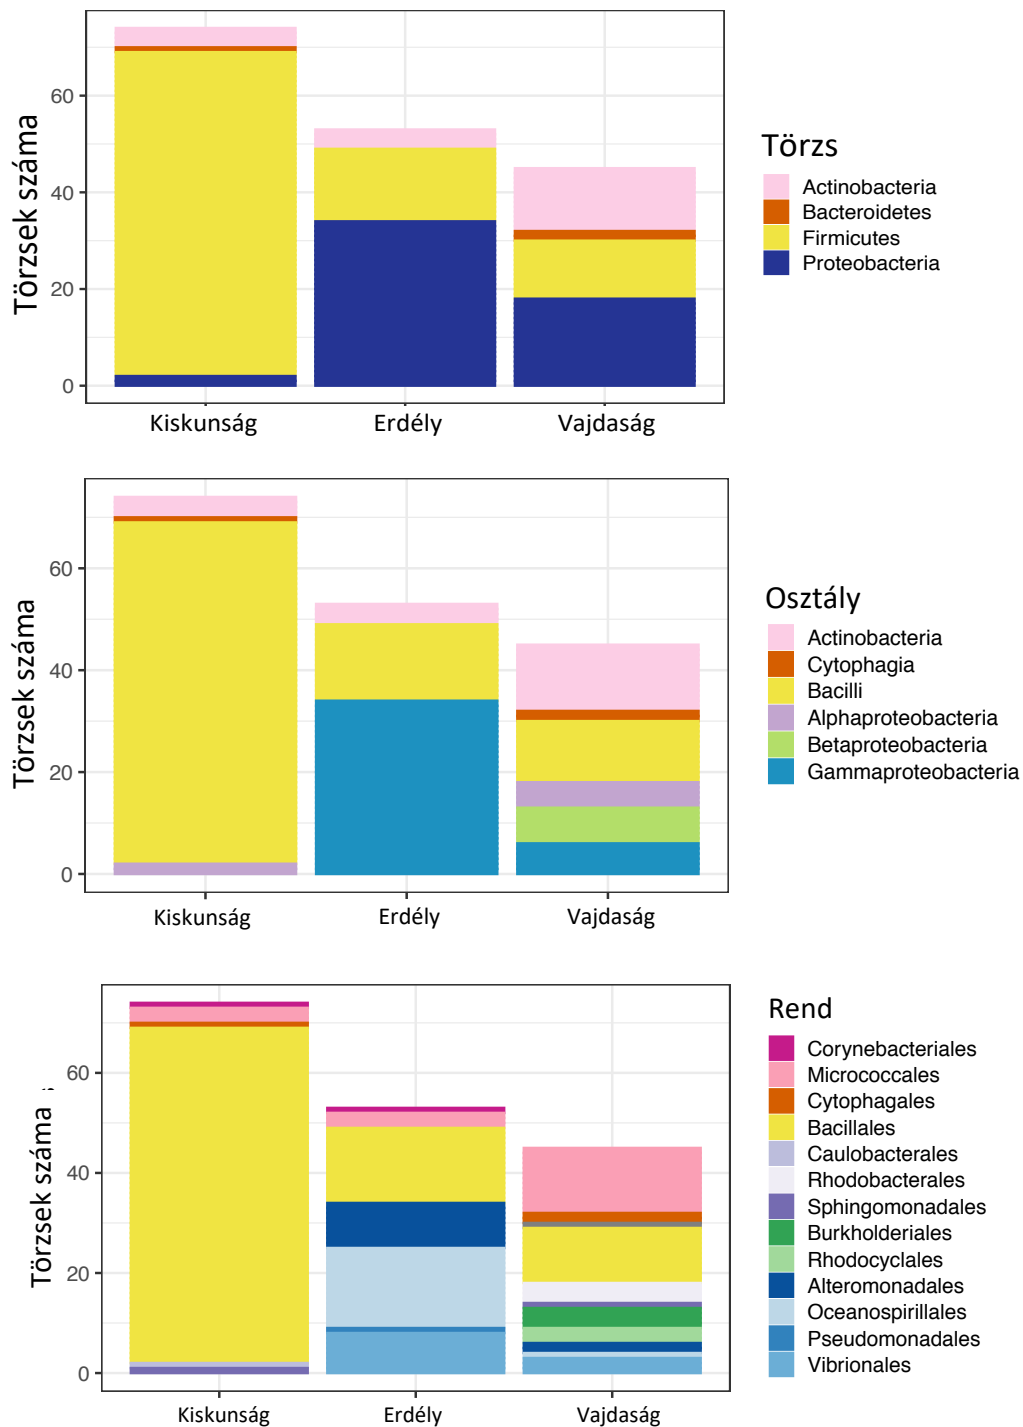 Törzsek száma
60
40
20
0
Kiskunság
Erdély
Vajdaság
Törzs
Actinobacteria
Bacteroidetes
Firmicutes
Proteobacteria
Törzsek száma
60
40
20
0
Kiskunság
Erdély
Vajdaság
Osztály
Actinobacteria
Cytophagia
Bacilli
Alphaproteobacteria
Betaproteobacteria
Gammaproteobacteria
Törzsek száma
60
40
20
0
Kiskunság
Erdély
Vajdaság
Rend
Corynebacteriales
Micrococcales
Cytophagales
Bacillales
Caulobacterales
Rhodobacterales
Sphingomonadales
Burkholderiales
Rhodocyclales
Alteromonadales
Oceanospirillales
Pseudomonadales
Vibrionales